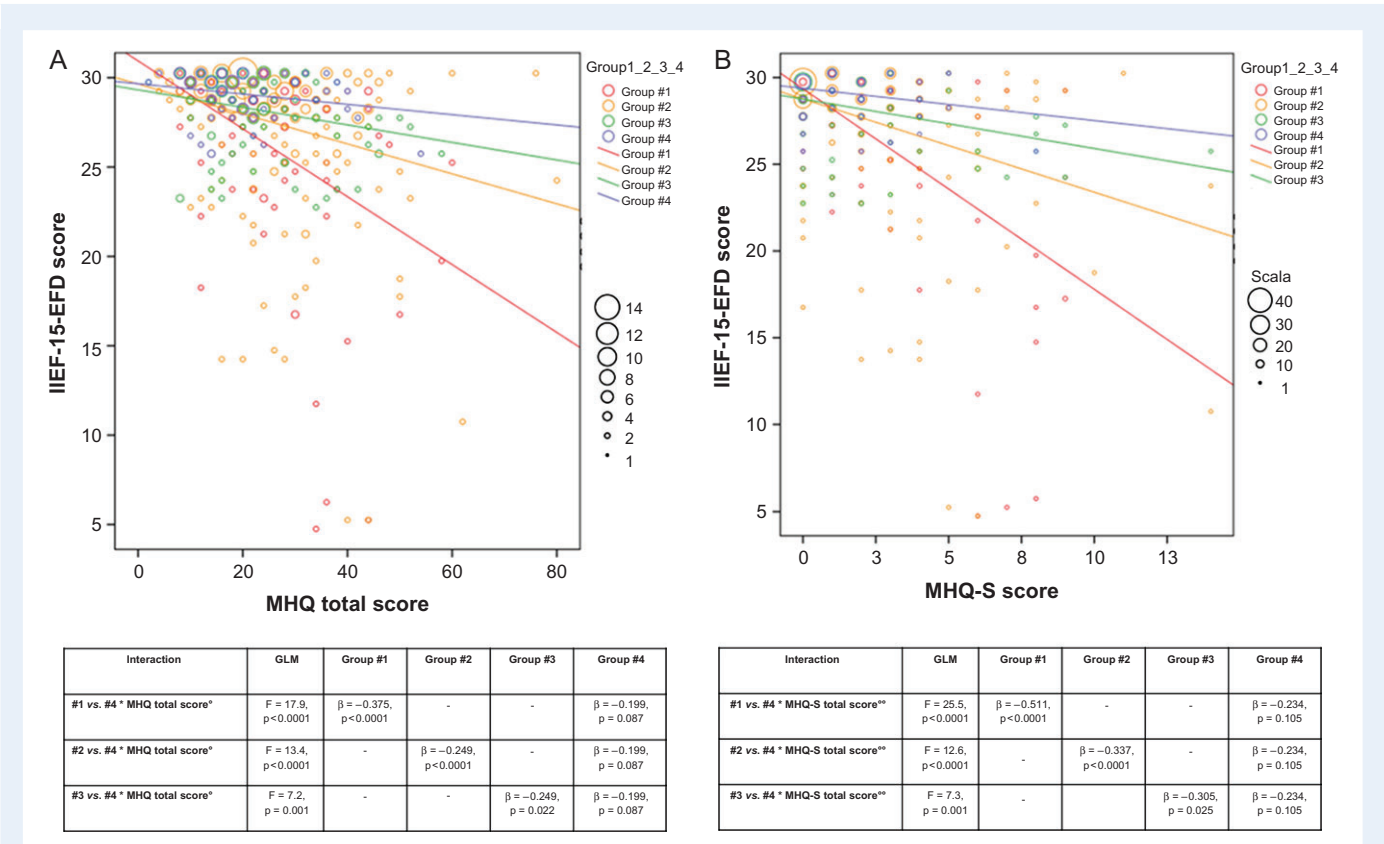 A
IIEF-15-EFD score
30
25
20
15
10
5
0
20
40
60
80
MHQ total score
Group1_2_3_4
Group #1
Group #2
Group #3
Group #4
Group #1
Group #2
Group #3
Group #4
14
12
10
8
6
4
2
1
B
IIEF-15-EFD score
30
25
20
15
10
5
0
3
5
8
10
13
MHQ-S score
Group1_2_3_4
Group #1
Group #2
Group #3
Group #4
Group #1
Group #2
Group #3
Scala
40
30
20
10
1
Interaction GLM Group #1 Group #2 Group #3 Group #4
#1 vs. #4 * MHQ total score° F = 17.9, p<0.0001 β = −0.375, p<0.0001 - - β = −0.199, p = 0.087
#2 vs. #4 * MHQ total score° F = 13.4, p<0.0001 - β = −0.249, p<0.0001 - β = −0.199, p = 0.087
#3 vs. #4 * MHQ total score° F = 7.2, p = 0.001 - - β = −0.249, p = 0.022 β = −0.199, p = 0.087
Interaction GLM Group #1 Group #2 Group #3 Group #4
#1 vs. #4 * MHQ-S total score°° F = 25.5, p<0.0001 β = −0.511, p<0.0001 - - β = −0.234, p = 0.105
#2 vs. #4 * MHQ-S total score°° F = 12.6, p<0.0001 - β = −0.337, p<0.0001 - β = −0.234, p = 0.105
#3 vs. #4 * MHQ-S total score°° F = 7.3, p = 0.001 - β = −0.305, p = 0.025 β = −0.234, p = 0.105